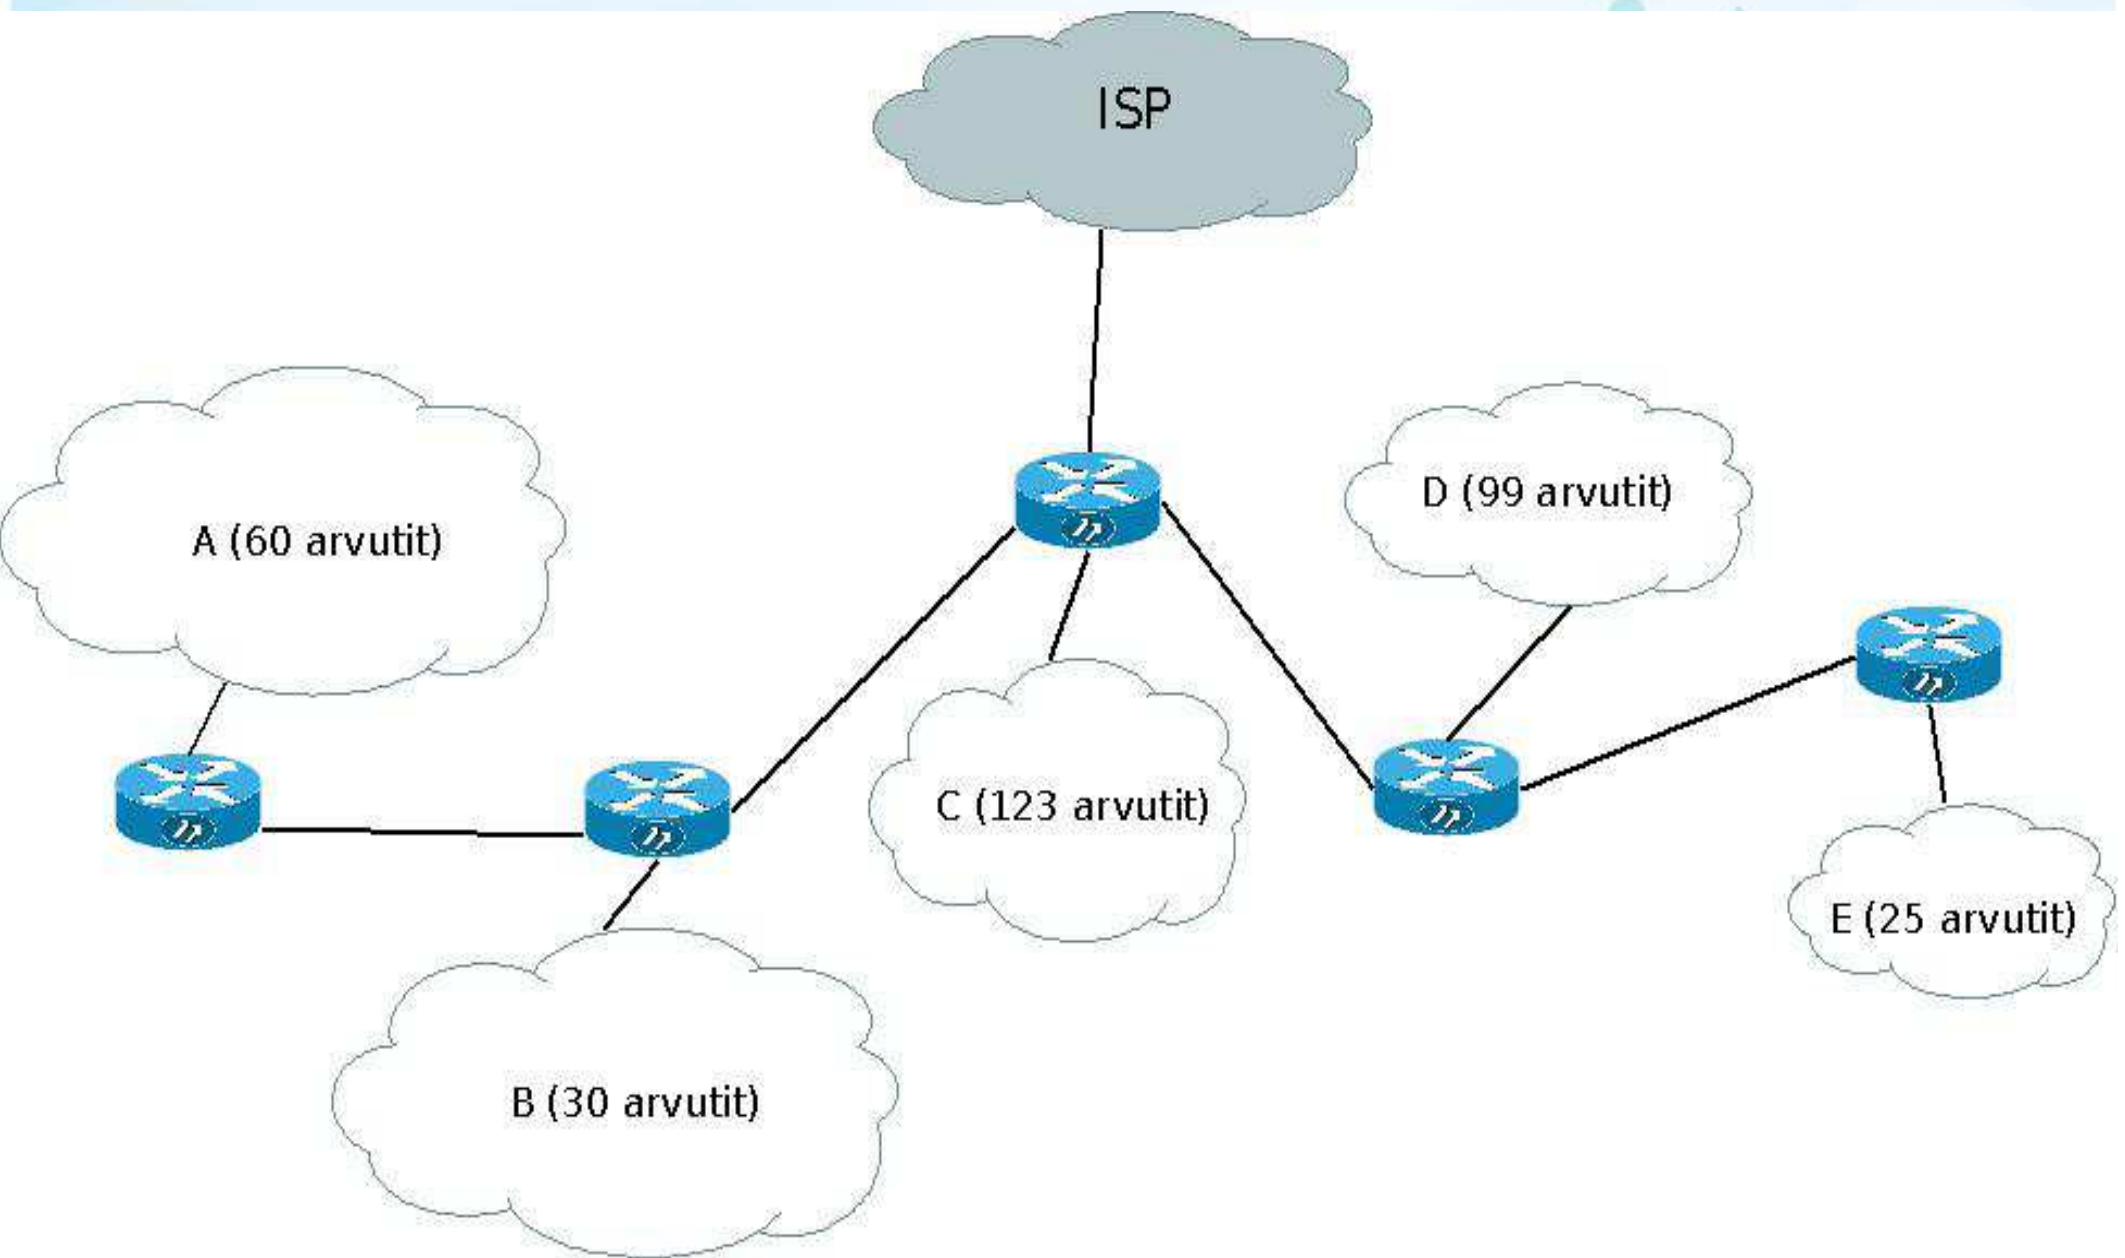 ISP
A (60 arvutit)
D (99 arvutit)
C (123 arvutit)
E (25 arvutit)
B (30 arvutit)